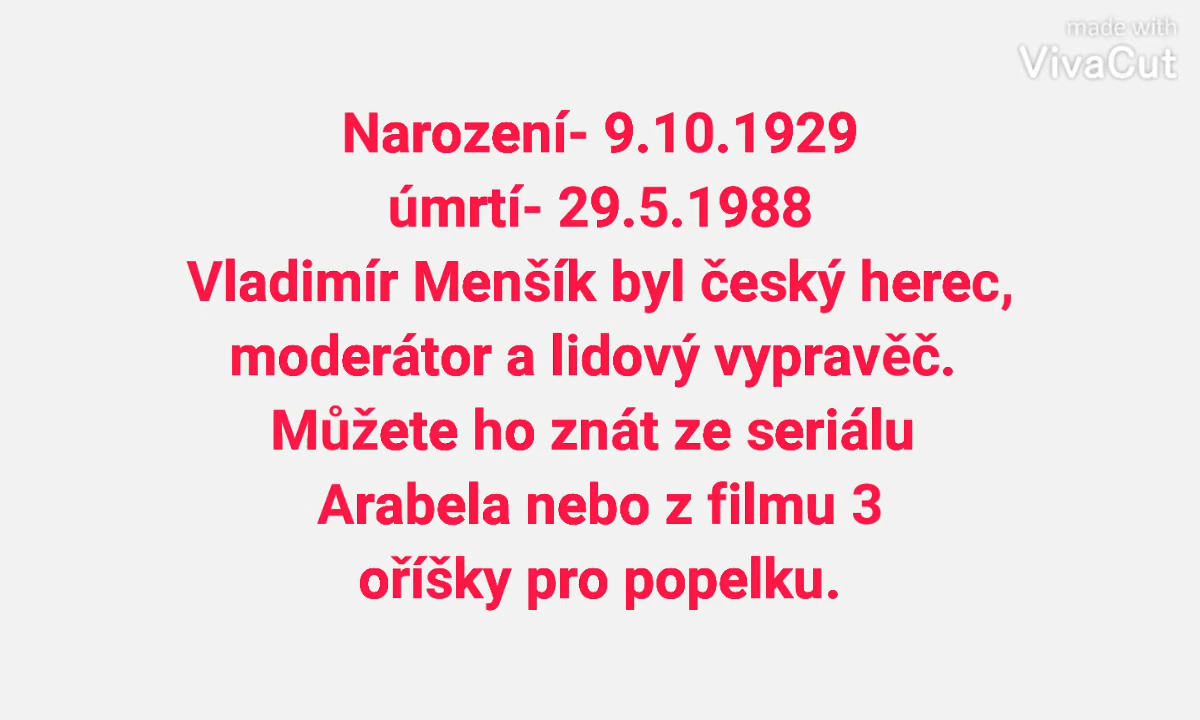 made with
VivaCut
Narození- 9.10.1929
úmrtí- 29.5.1988
Vladimír Menšík byl český herec,
moderátor a lidový vypravěč.
Můžete ho znát ze seriálu
Arabela nebo z filmu 3
oříšky pro popelku.